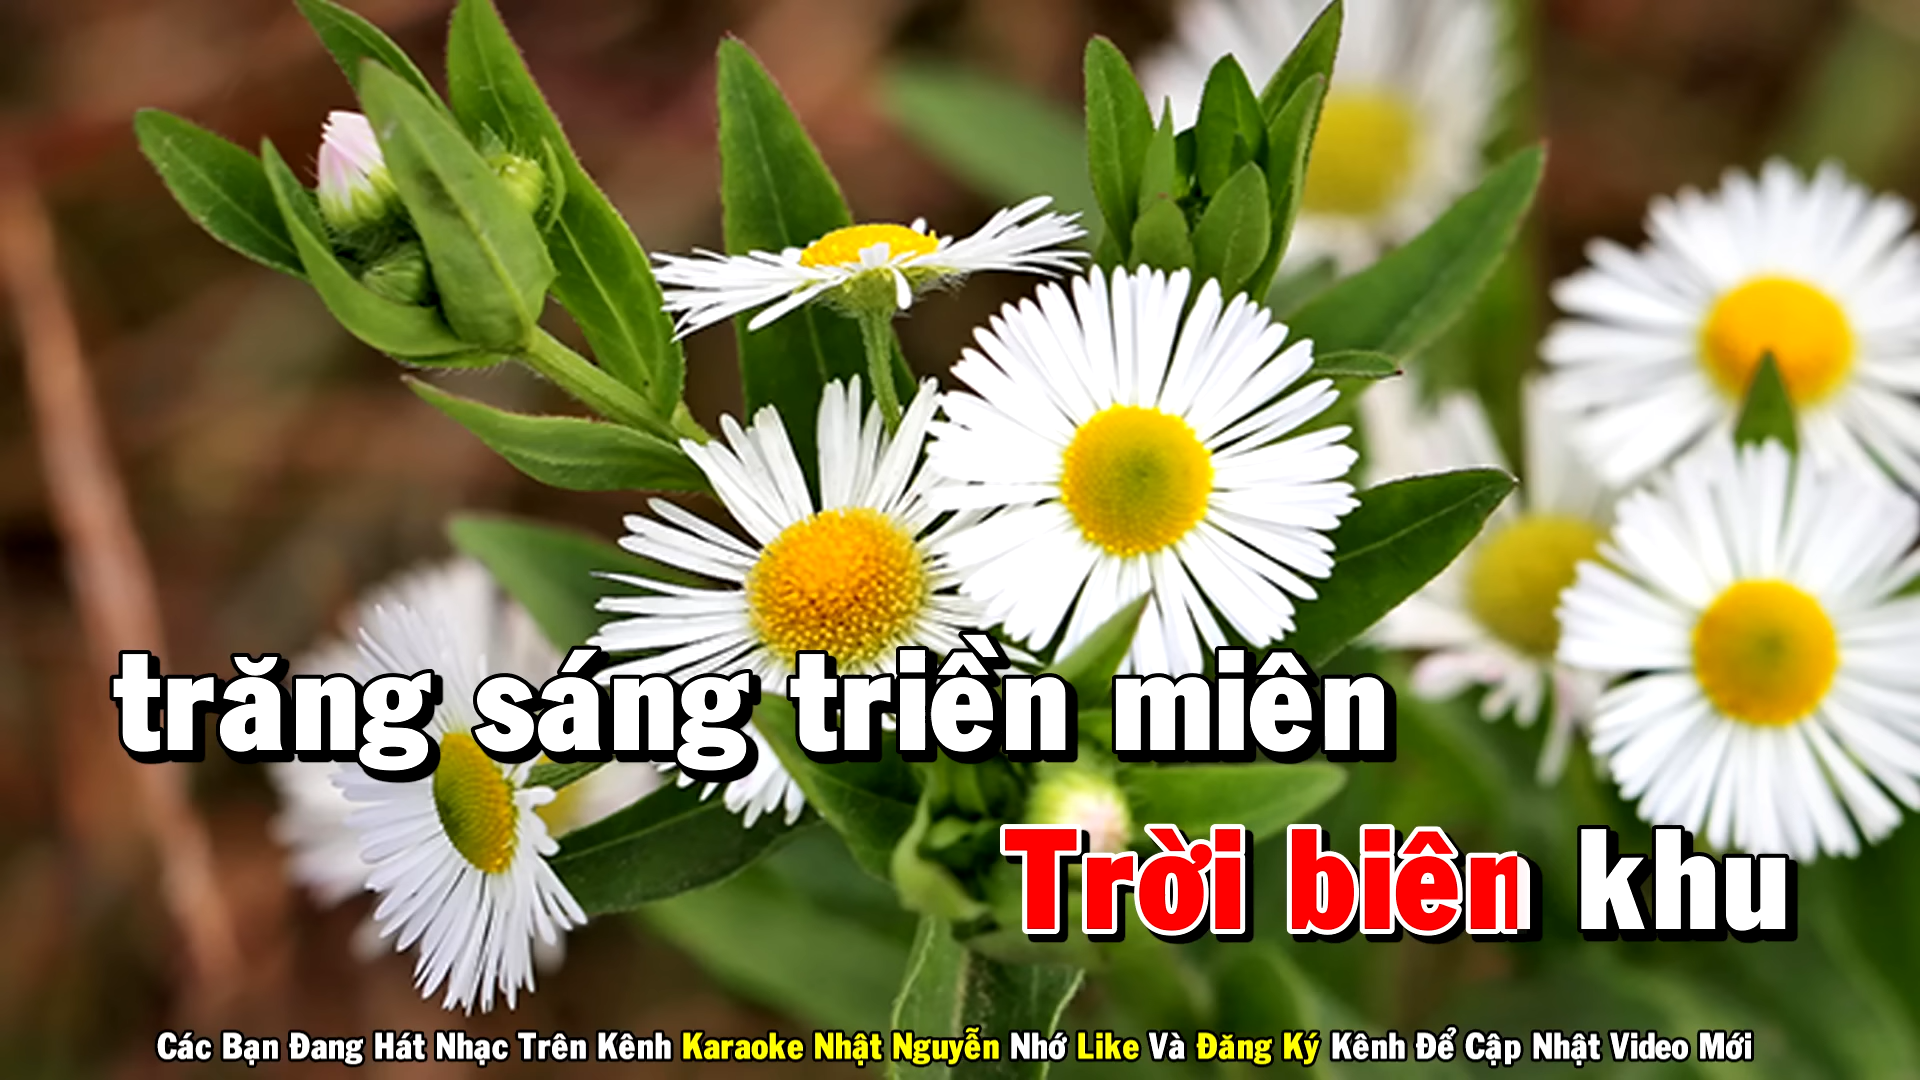 trăng sáng triền miên
Trời biên khu
Các Bạn Đang Hát Nhạc Trên Kênh Karaoke Nhật Nguyễn Nhớ Like Và Đăng Ký Kênh Để Cập Nhật Video Mới